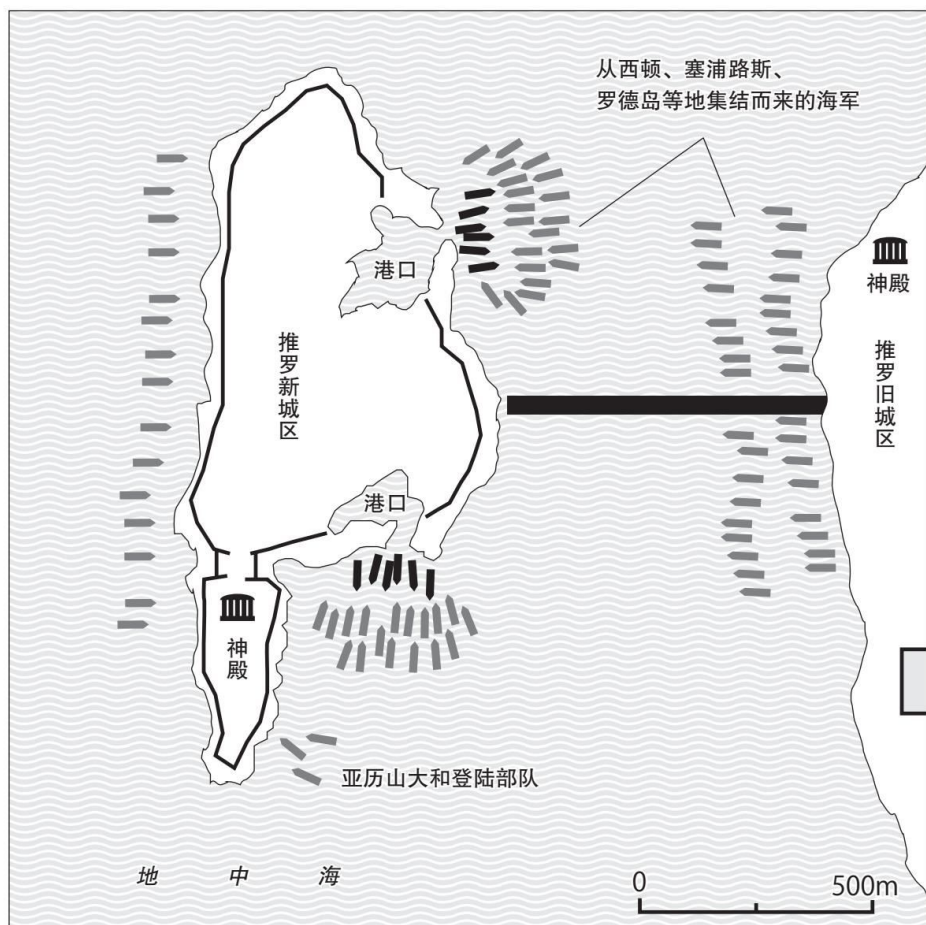 从西顿、塞浦路斯、
罗德岛等地集结而来的海军
港口
神殿
推罗新城区
推罗旧城区
港口
神殿
亚历山大和登陆部队
地中海
0 500m